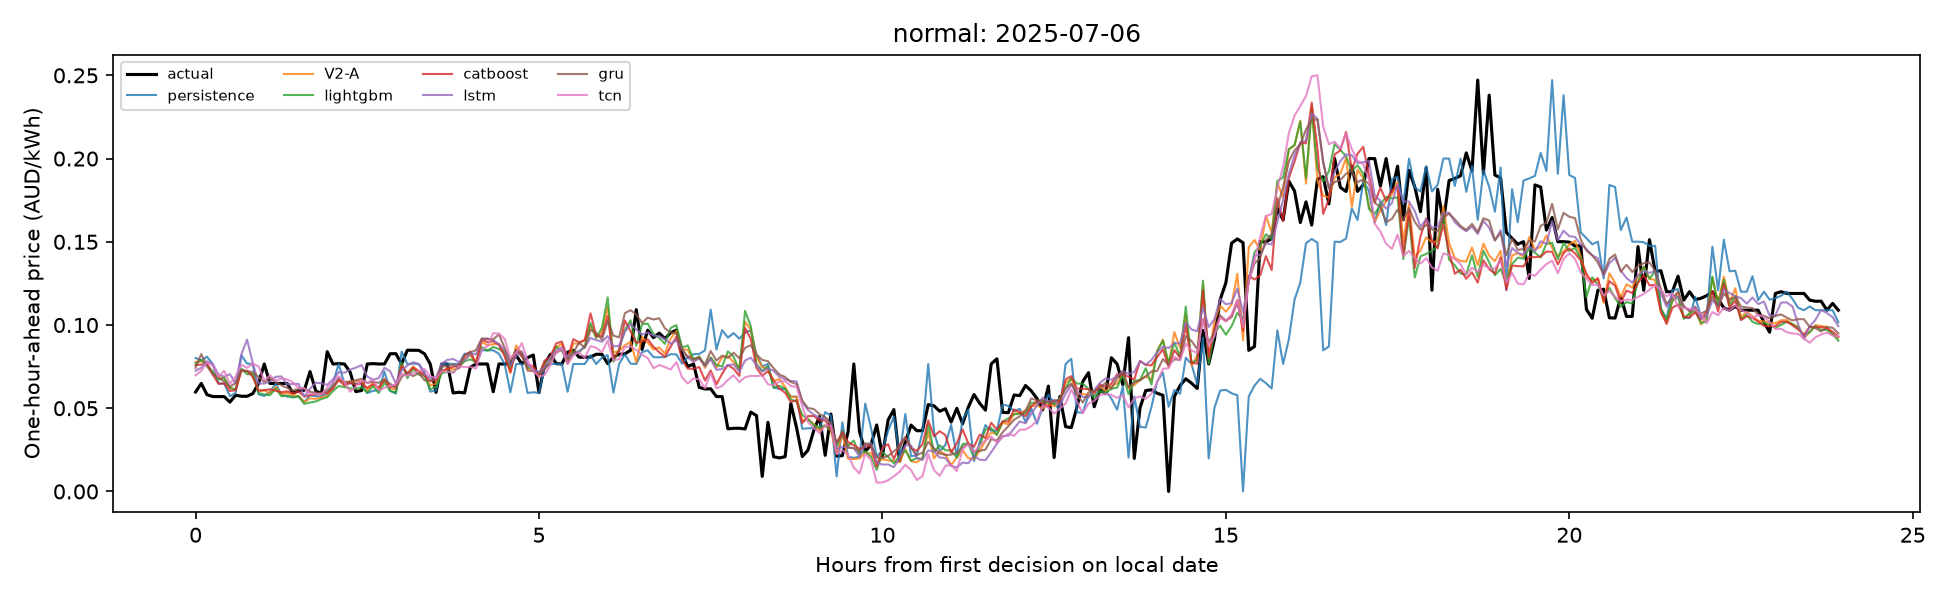 normal: 2025-07-06
actual
persistence
V2-A
lightgbm
catboost
lstm
gru
tcn
One-hour-ahead price (AUD/kWh)
0.25
0.20
0.15
0.10
0.05
0.00
0 5 10 15 20 25
Hours from first decision on local date